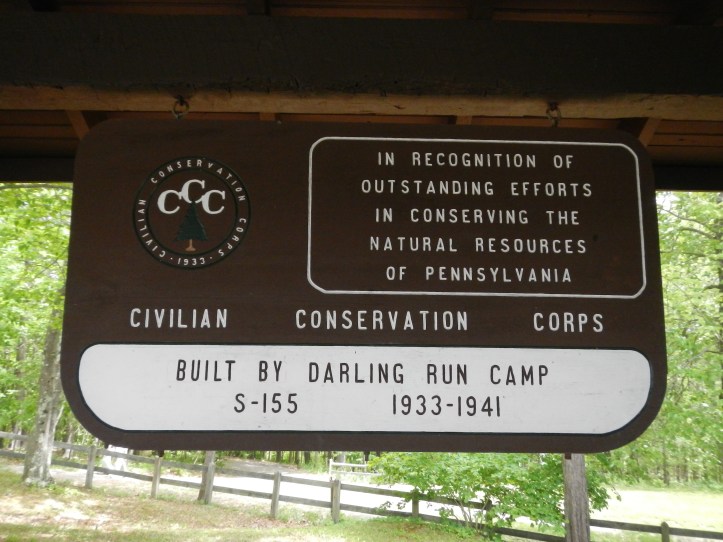 CIVILIAN CONSERVATION CORPS
·1933·
CCC
IN RECOGNITION OF
OUTSTANDING EFFORTS
IN CONSERVING THE
NATURAL RESOURCES
OF PENNSYLVANIA
CIVILIAN CONSERVATION CORPS
BUILT BY DARLING RUN CAMP
S-155 1933-1941